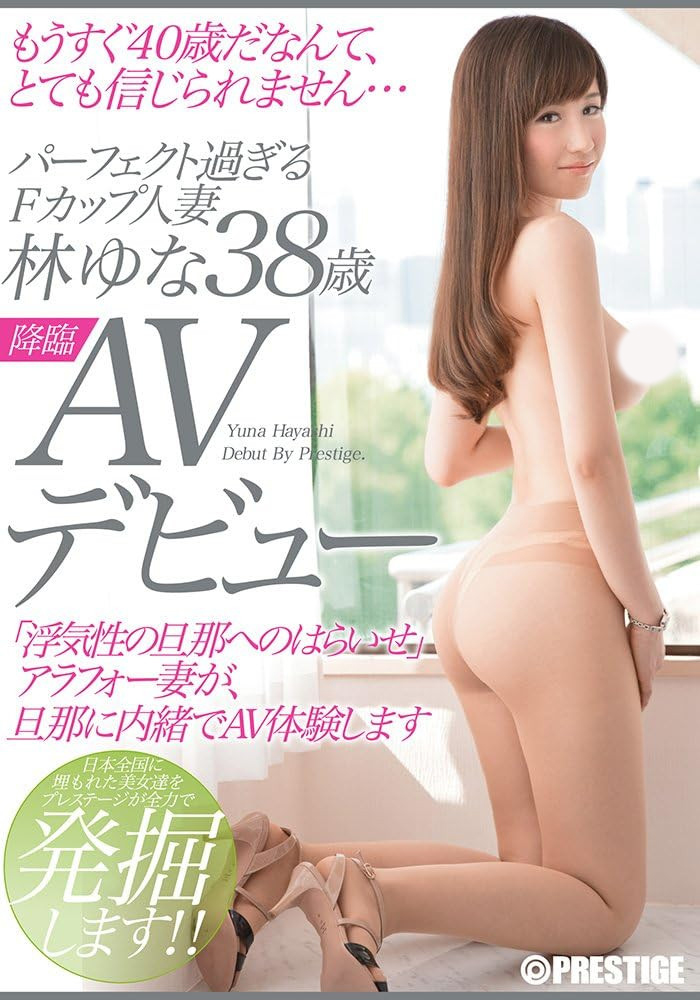 もうすぐ40歳だなんて、
とても信じられません…
パーフェクト過ぎる
Fカップ人妻
林ゆな38歳
降臨
AV
Yuna Hayashi
Debut By Prestige.
デビュー
「浮気性の旦那へのはらいせ」
アラフォー妻が、
旦那に内緒でAV体験します
日本全国に
埋もれた美女達を
プレステージが全力で
発掘
します!!
PRESTIGE